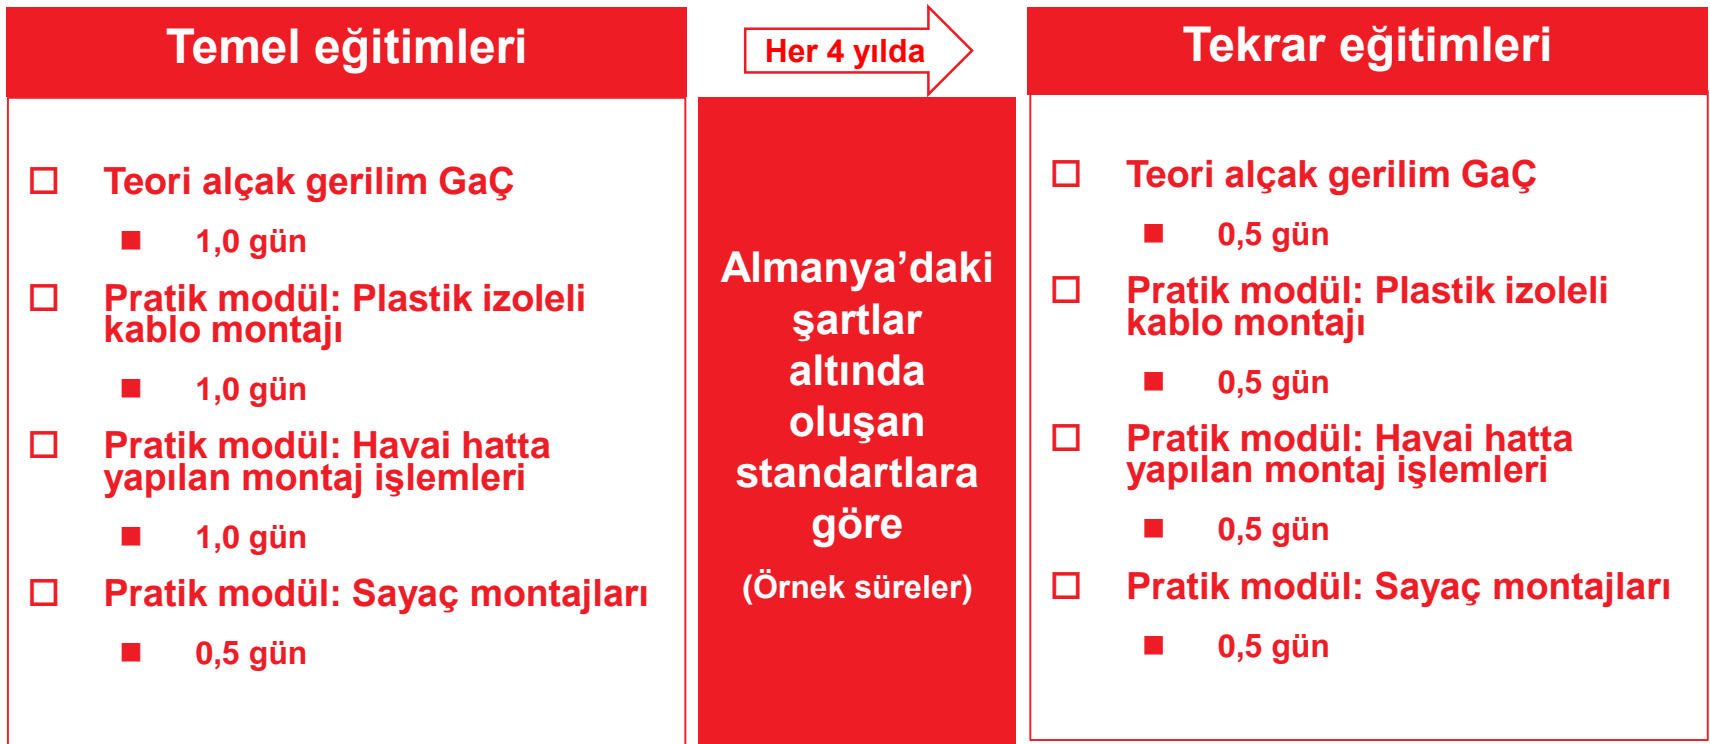 Temel eğitimleri
☐ Teori alçak gerilim GaÇ
■ 1,0 gün
☐ Pratik modül: Plastik izoleli
kablo montajı
■ 1,0 gün
☐ Pratik modül: Havai hatta
yapılan montaj işlemleri
■ 1,0 gün
☐ Pratik modül: Sayaç montajları
■ 0,5 gün
Her 4 yılda
Almanya’daki
şartlar
altında
oluşan
standartlara
göre
(Örnek süreler)
Tekrar eğitimleri
☐ Teori alçak gerilim GaÇ
■ 0,5 gün
☐ Pratik modül: Plastik izoleli
kablo montajı
■ 0,5 gün
☐ Pratik modül: Havai hatta
yapılan montaj işlemleri
■ 0,5 gün
☐ Pratik modül: Sayaç montajları
■ 0,5 gün